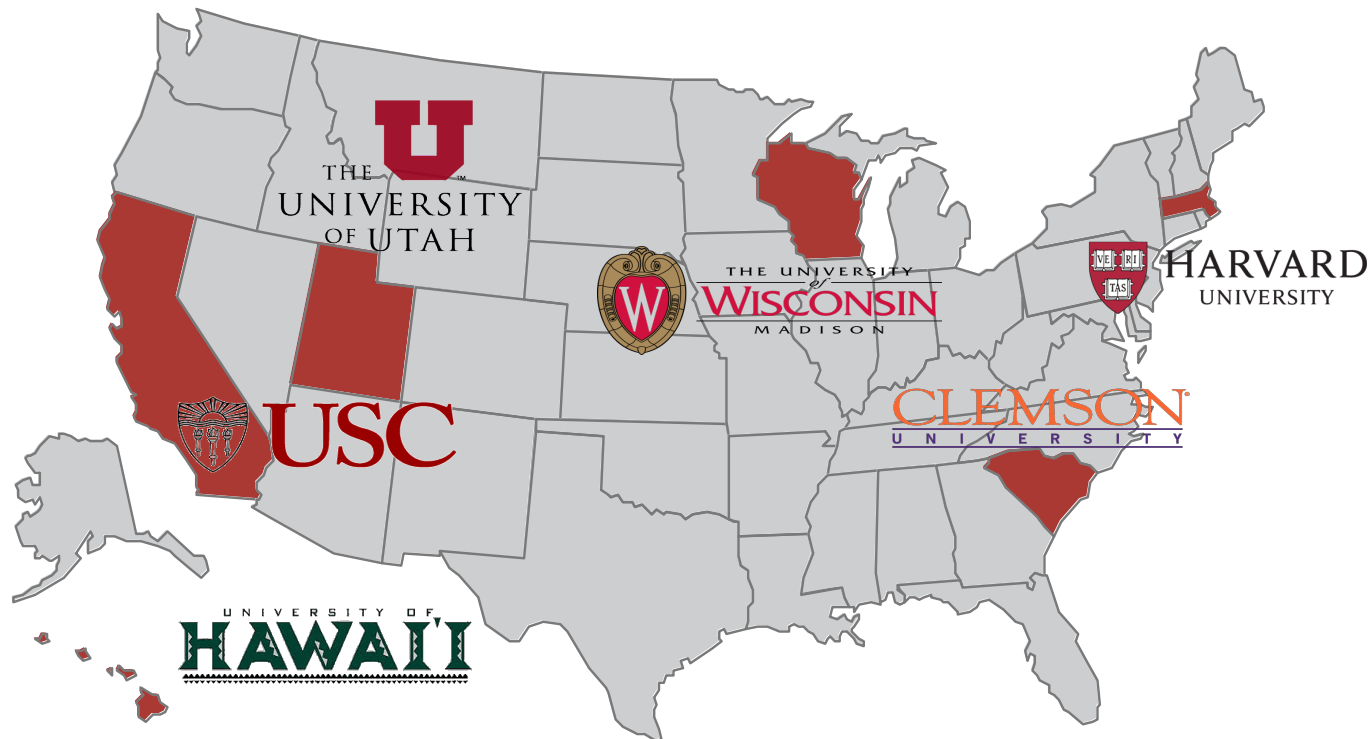 U
THE
UNIVERSITY
OF UTAH
THE UNIVERSITY
of
WISCONSIN
MADISON
W
VE RI
TAS
HARVARD
UNIVERSITY
CLEMSON
UNIVERSITY
USC
UNIVERSITY OF
HAWAI'I